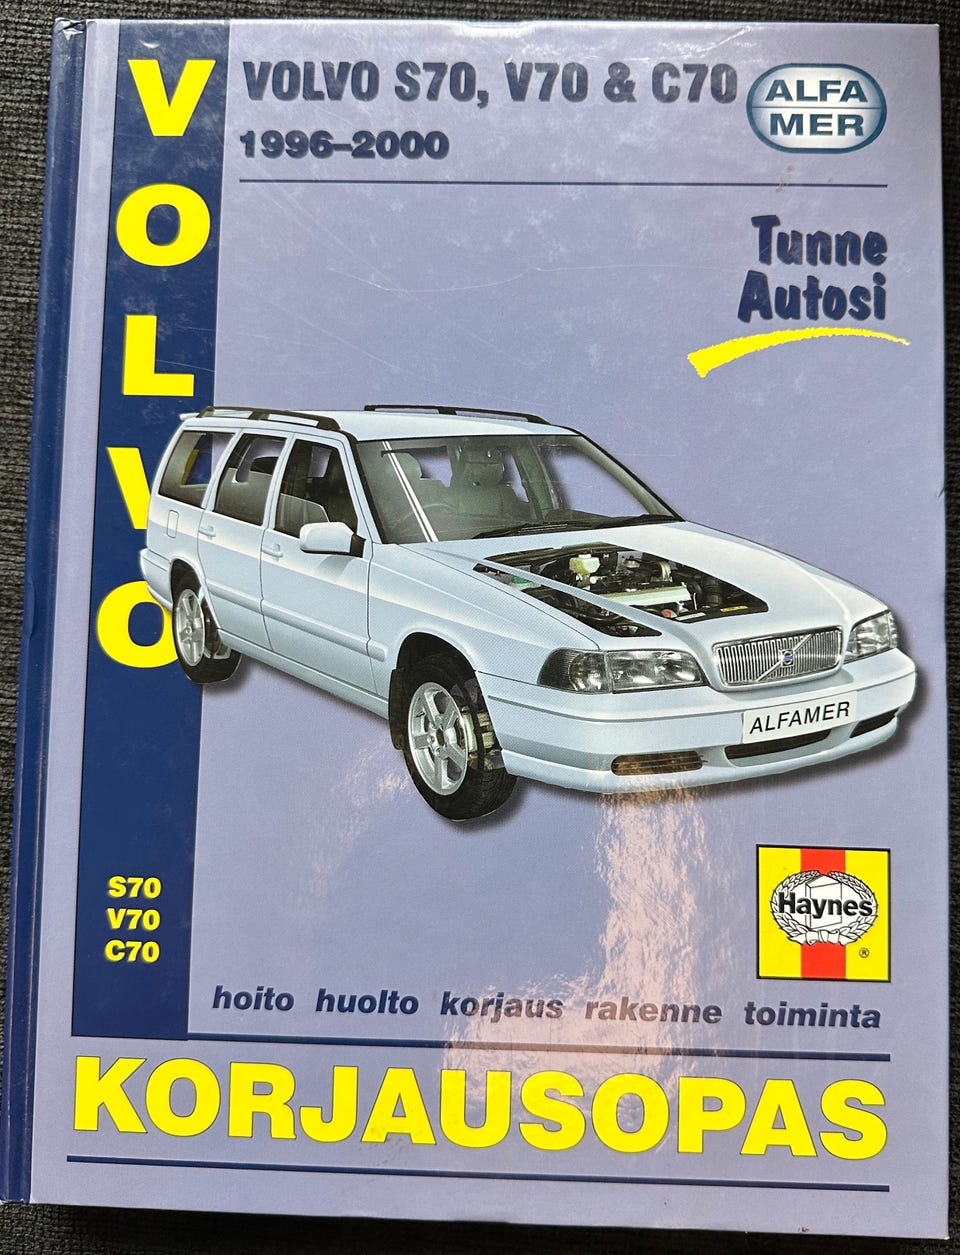 VOLVO
VOLVO S70, V70 & C70
1996–2000
ALFA
MER
Tunne
Autosi
ALFAMER
S70
V70
C70
Haynes
®
hoito huolto korjaus rakenne toiminta
KORJAUSOPAS